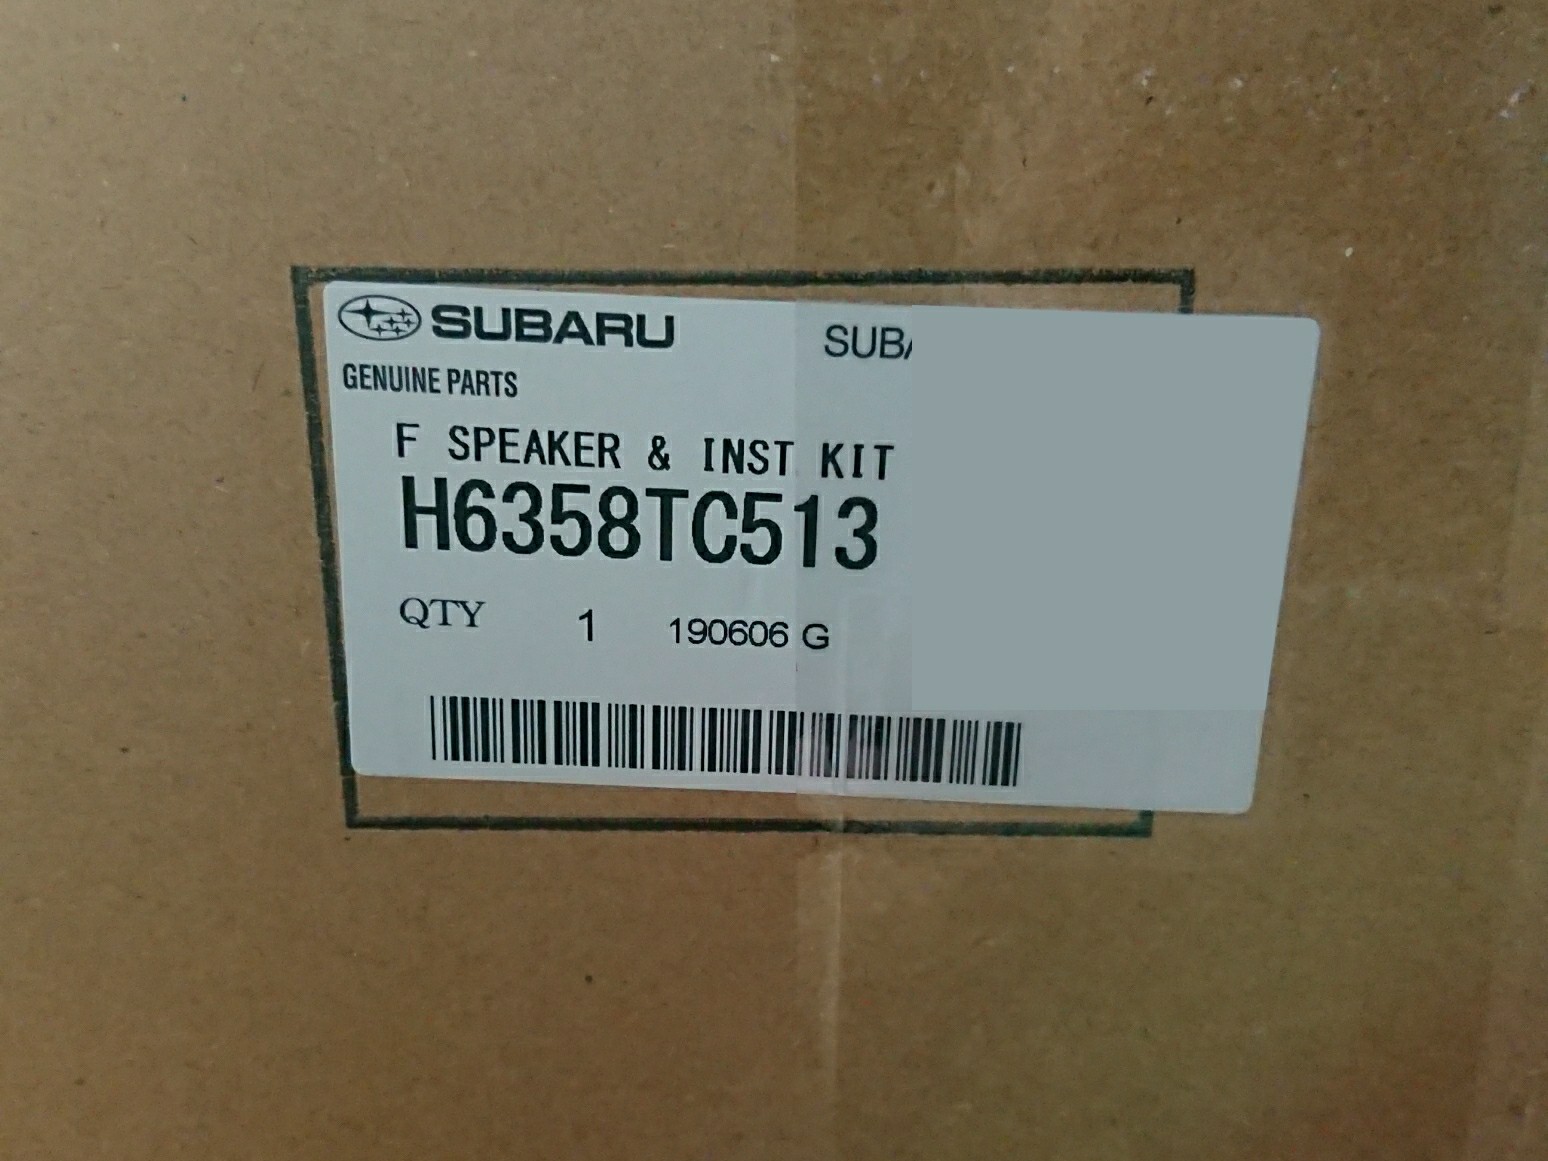 SUBARU
SUBA
GENUINE PARTS
F SPEAKER & INST KIT
H6358TC513
QTY 1 190606 G